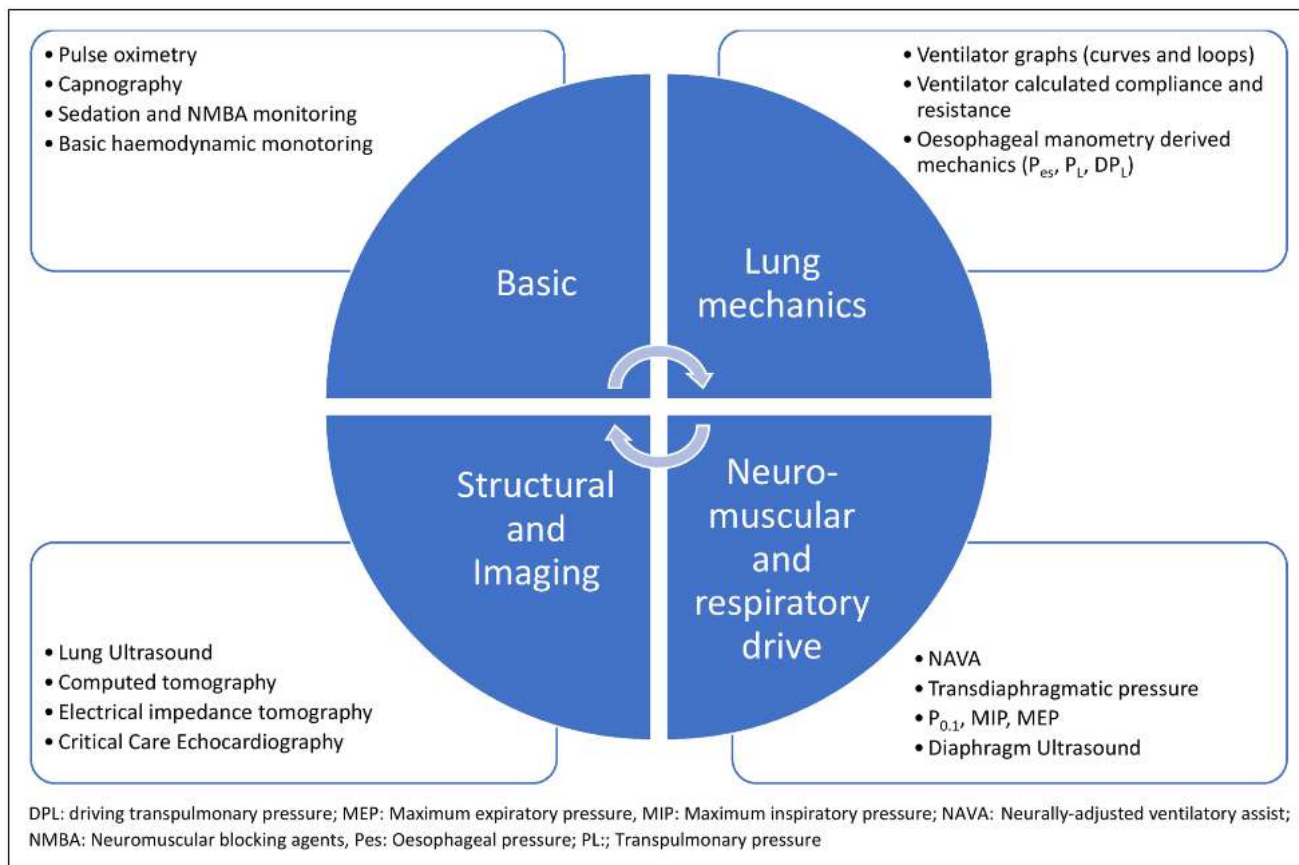 • Pulse oximetry
• Capnography
• Sedation and NMBA monitoring
• Basic haemodynamic monotoring
• Ventilator graphs (curves and loops)
• Ventilator calculated compliance and
resistance
• Oesophageal manometry derived
mechanics (Pes, PL, DPL)
Basic
Lung
mechanics
Structural
and
Imaging
Neuro-
muscular
and
respiratory
drive
• Lung Ultrasound
• Computed tomography
• Electrical impedance tomography
• Critical Care Echocardiography
• NAVA
• Transdiaphragmatic pressure
• P0.1, MIP, MEP
• Diaphragm Ultrasound
DPL: driving transpulmonary pressure; MEP: Maximum expiratory pressure, MIP: Maximum inspiratory pressure; NAVA: Neurally-adjusted ventilatory assist;
NMBA: Neuromuscular blocking agents, Pes: Oesophageal pressure; PL:; Transpulmonary pressure